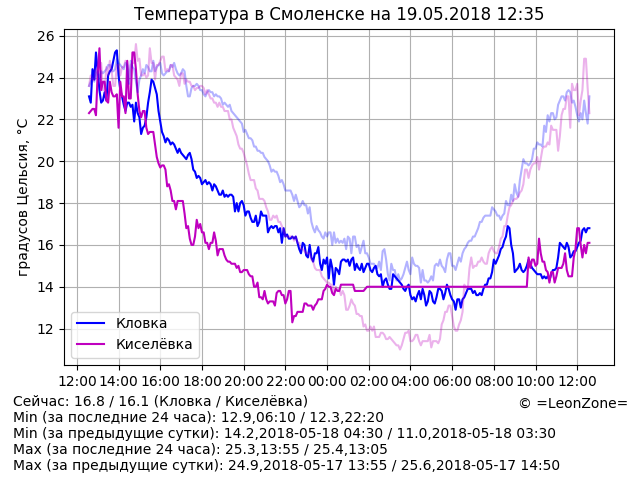 Температура в Смоленске на 19.05.2018 12:35
градусов Цельсия, °C
26
24
22
20
18
16
14
12
Кловка
Киселёвка
12:00 14:00 16:00 18:00 20:00 22:00 00:00 02:00 04:00 06:00 08:00 10:00 12:00
Сейчас: 16.8 / 16.1 (Кловка / Киселёвка)
© =LeonZone=
Min (за последние 24 часа): 12.9,06:10 / 12.3,22:20
Min (за предыдущие сутки): 14.2,2018-05-18 04:30 / 11.0,2018-05-18 03:30
Max (за последние 24 часа): 25.3,13:55 / 25.4,13:05
Max (за предыдущие сутки): 24.9,2018-05-17 13:55 / 25.6,2018-05-17 14:50